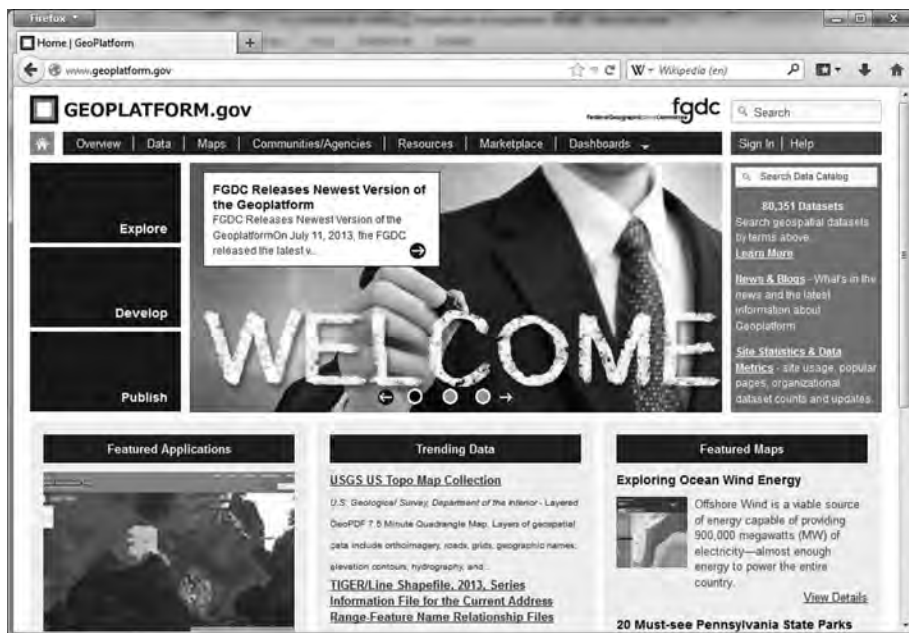 Firefox
Home | GeoPlatform
+
www.geoplatform.gov
W - Wikipedia (en)
GEOPLATFORM.gov
fgdc
Federal Geographic Data Committee
Search
Overview | Data | Maps | Communities/Agencies | Resources | Marketplace | Dashboards
Sign In | Help
Explore
Develop
Publish
FGDC Releases Newest Version of
the Geoplatform
FGDC Releases Newest Version of the
GeoplatformOn July 11, 2013, the FGDC
released the latest v...
WELCOME
Search Data Catalog
80,351 Datasets
Search geospatial datasets
by terms above.
Learn More
News & Blogs - What's in the
news and the latest
information about
Geoplatform
Site Statistics & Data
Metrics - site usage, popular
pages, organizational
dataset counts and updates.
Featured Applications
Trending Data
USGS US Topo Map Collection
U.S. Geological Survey, Department of the Interior - Layered
GeoPDF 7.5 Minute Quadrangle Map. Layers of geospatial
data include orthoimagery, roads, grids, geographic names,
elevation contours, hydrography, and...
TIGER/Line Shapefile, 2013, Series
Information File for the Current Address
Range-Feature Name Relationship Files
Featured Maps
Exploring Ocean Wind Energy
Offshore Wind is a viable source
of energy capable of providing
900,000 megawatts (MW) of
electricity—almost enough
energy to power the entire
country.
View Details
20 Must-see Pennsylvania State Parks